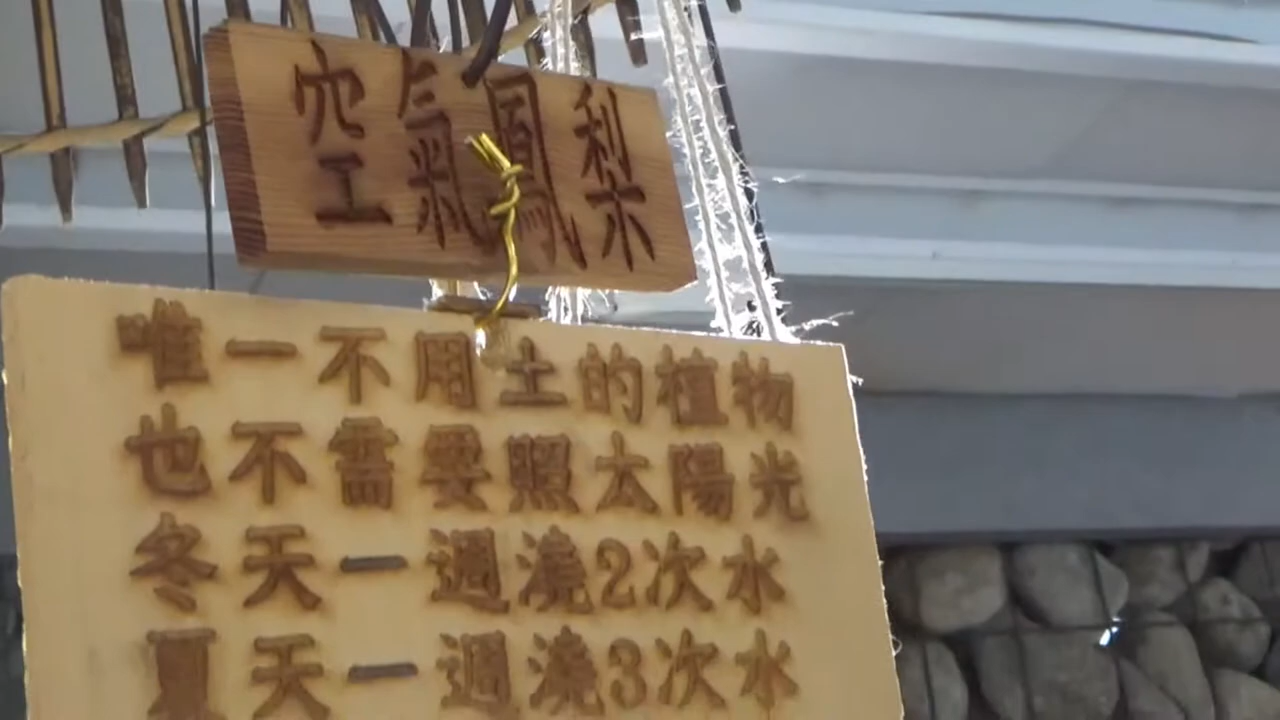 空氣鳳梨
唯一不用土的植物
也不需要照太陽光
冬天一週澆2次水
夏天一週澆3次水